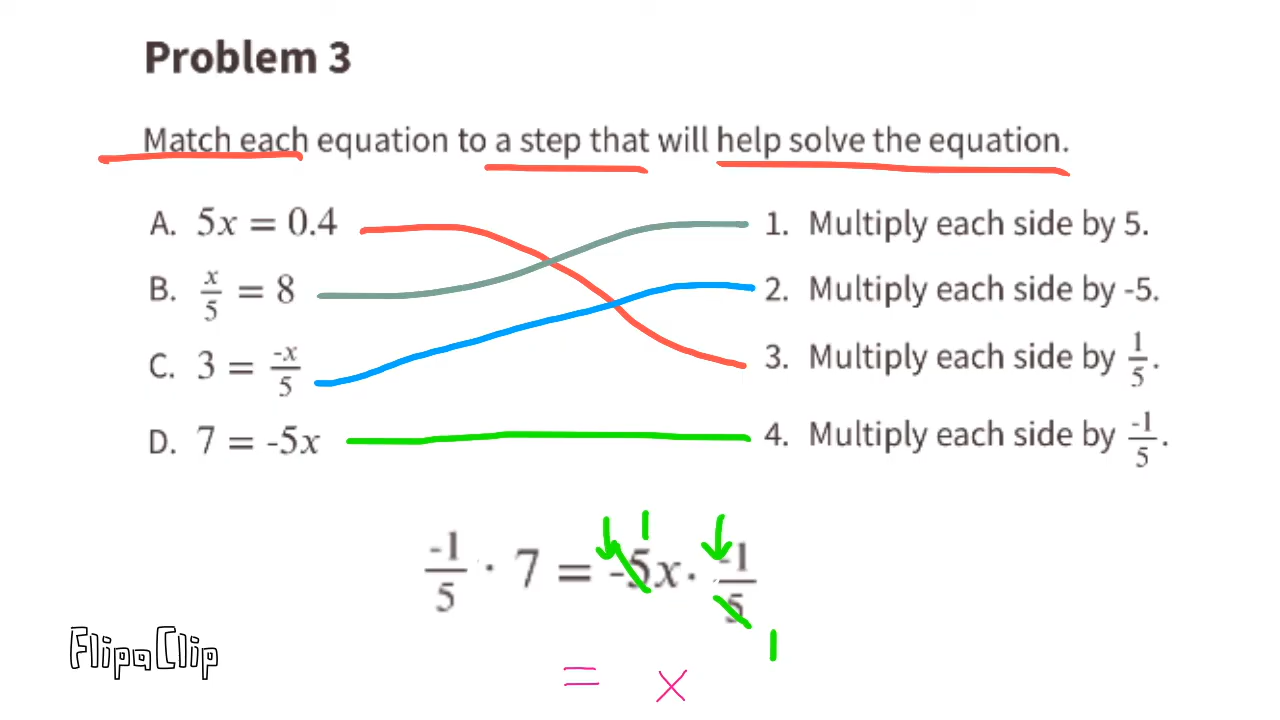 Problem 3
Match each equation to a step that will help solve the equation.
A. 5x = 0.4
1. Multiply each side by 5.
B. x/5 = 8
2. Multiply each side by -5.
C. 3 = -x/5
3. Multiply each side by 1/5.
D. 7 = -5x
4. Multiply each side by -1/5.
-1/5 · 7 = -5x · -1/5
1
1
= x
FlipaClip